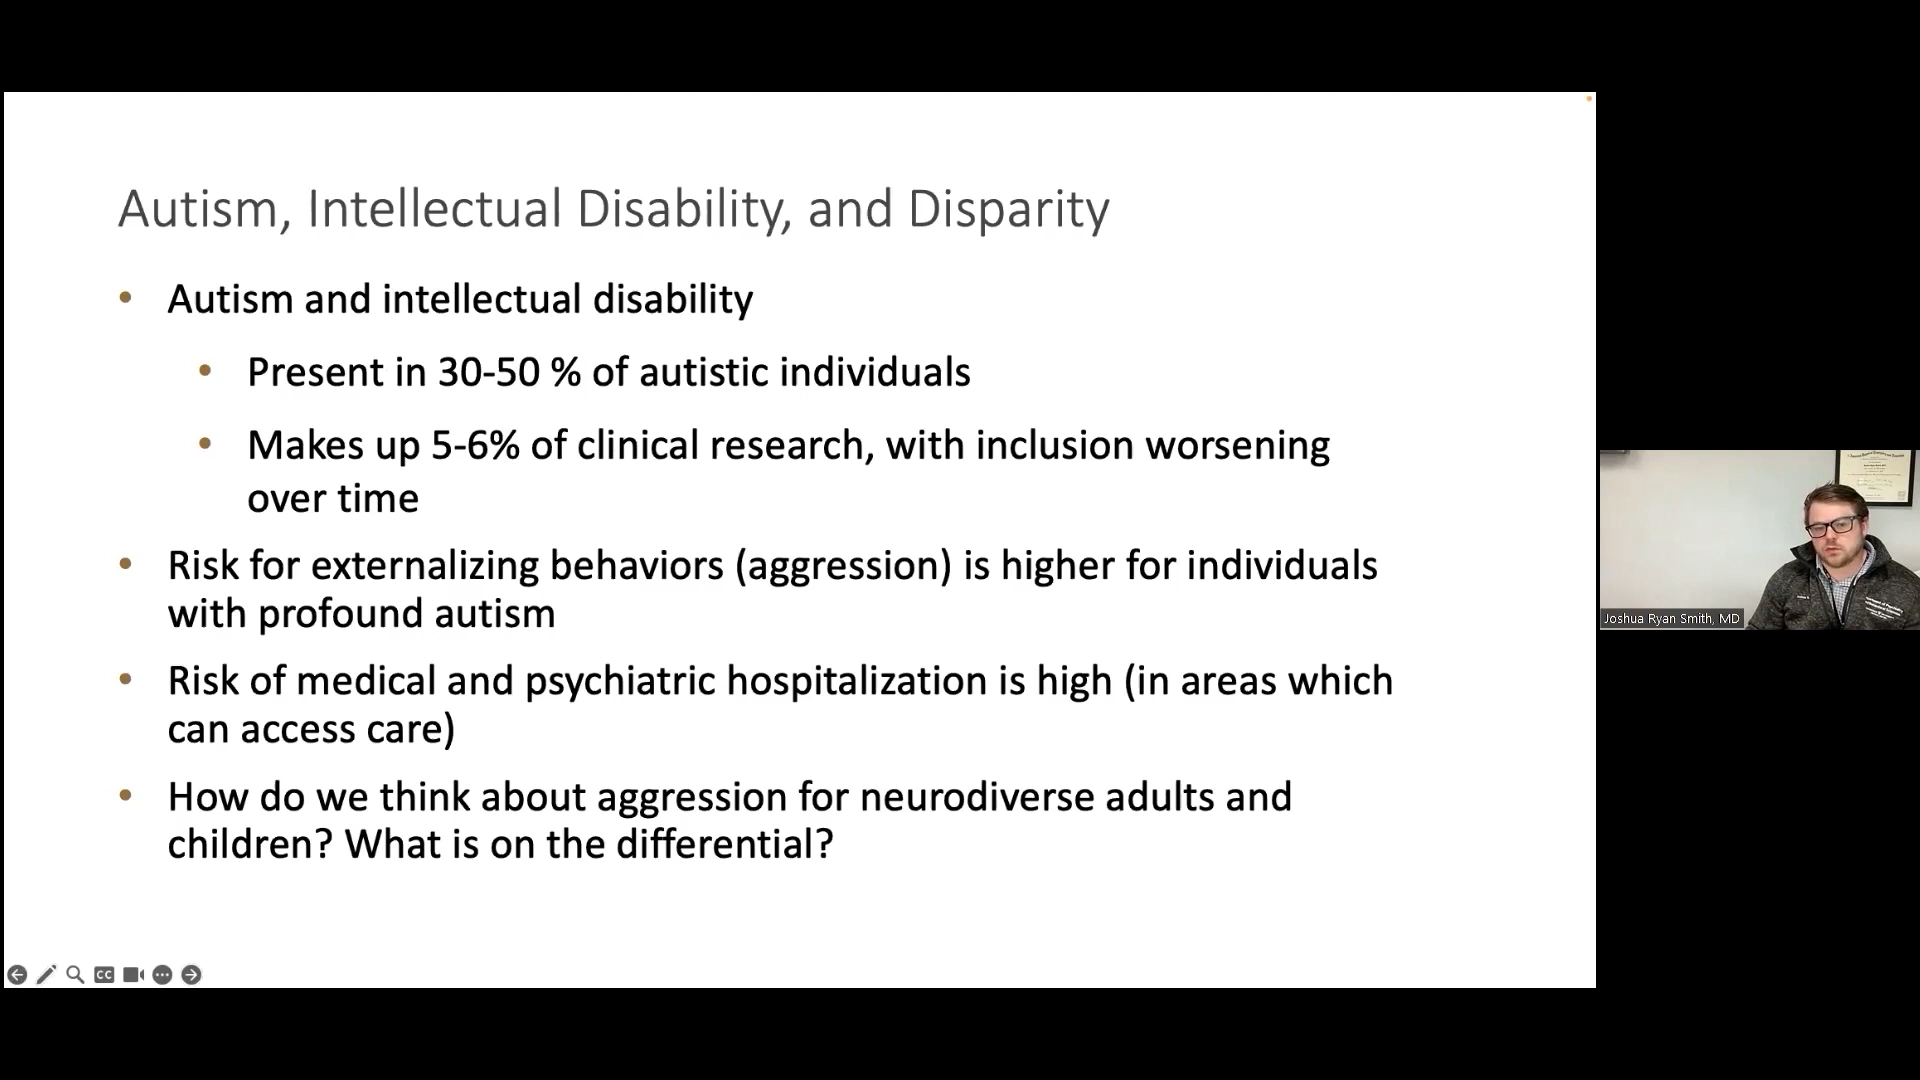 Autism, Intellectual Disability, and Disparity
• Autism and intellectual disability
• Present in 30-50 % of autistic individuals
• Makes up 5-6% of clinical research, with inclusion worsening
over time
• Risk for externalizing behaviors (aggression) is higher for individuals
with profound autism
• Risk of medical and psychiatric hospitalization is high (in areas which
can access care)
• How do we think about aggression for neurodiverse adults and
children? What is on the differential?
CC
Joshua Ryan Smith, MD